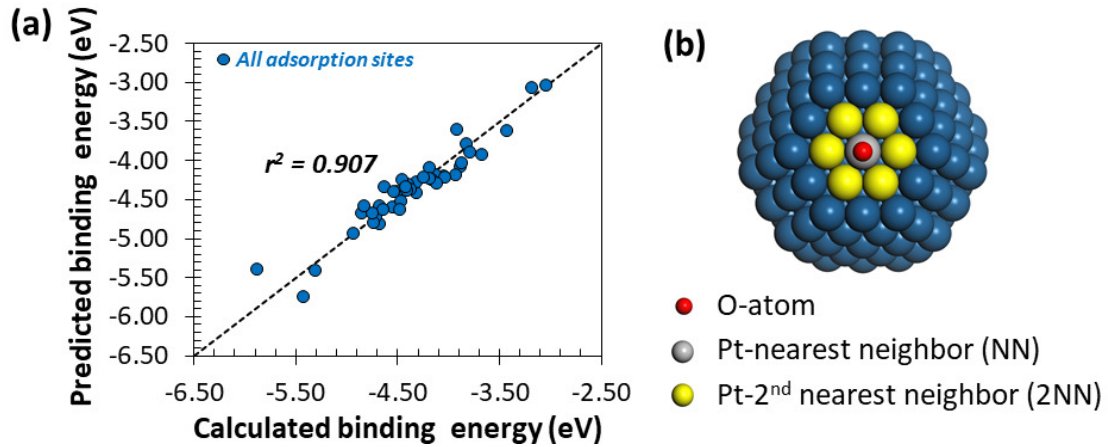 (a)
Predicted binding energy (eV)
-2.50
-3.00
-3.50
-4.00
-4.50
-5.00
-5.50
-6.00
-6.50
All adsorption sites
r² = 0.907
-6.50 -5.50 -4.50 -3.50 -2.50
Calculated binding energy (eV)
(b)
O-atom
Pt-nearest neighbor (NN)
Pt-2ⁿᵈ nearest neighbor (2NN)